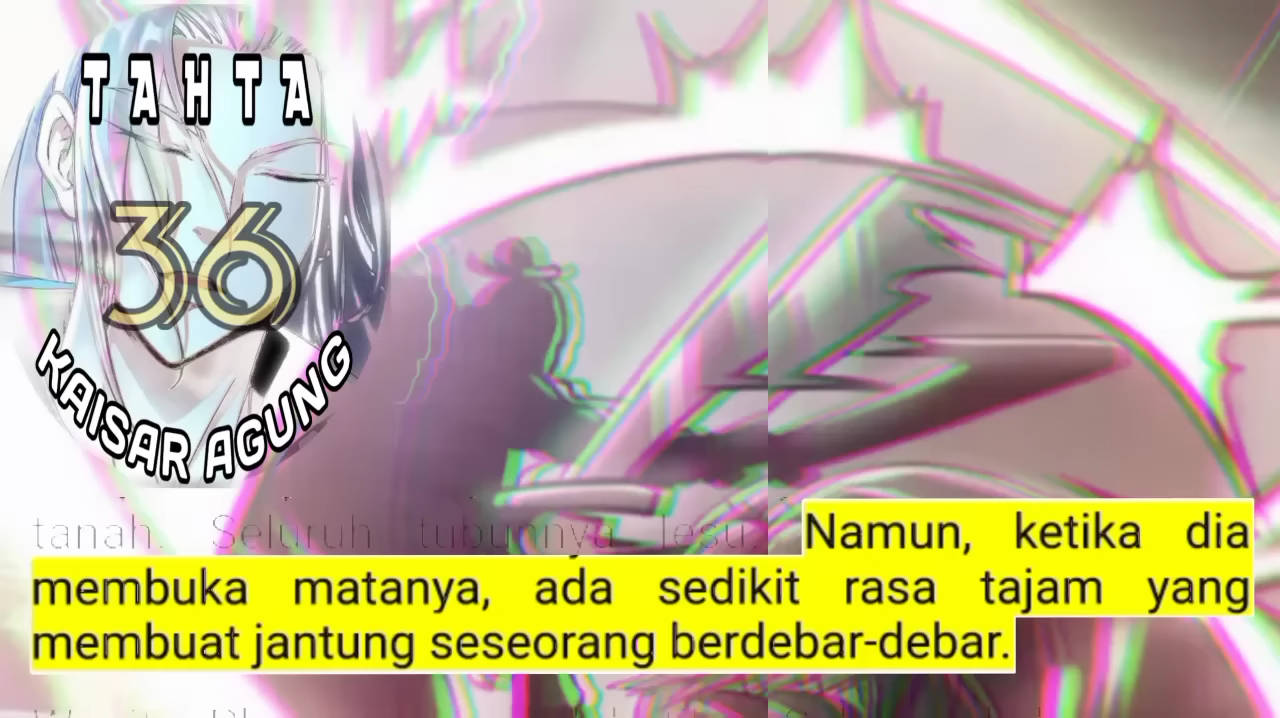 TAHTA
36
KAISAR AGUNG
tanah. Seluruh tubuhnya lesu. Namun, ketika dia
membuka matanya, ada sedikit rasa tajam yang
membuat jantung seseorang berdebar-debar.